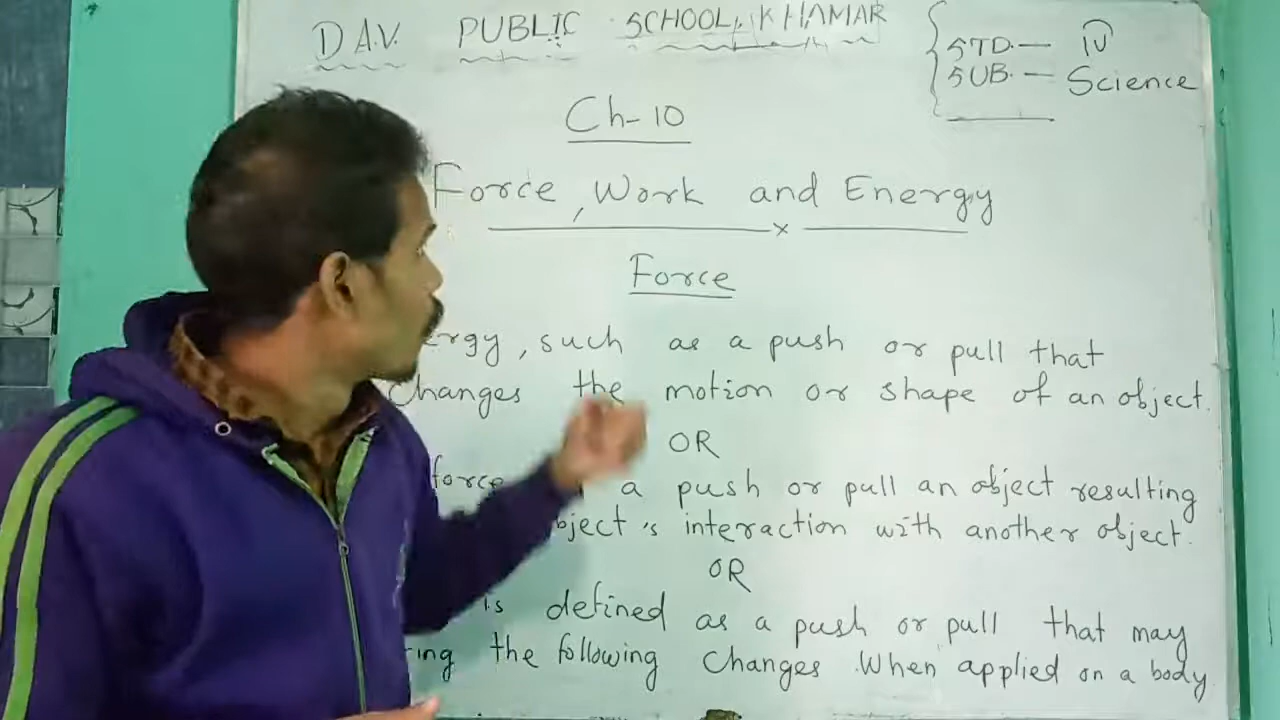 D.A.V. PUBLIC SCHOOL, KHAMAR
STD. — IV
SUB. — Science
Ch-10
Force, Work and Energy
Force
ergy, such as a push or pull that
changes the motion or shape of an object.
OR
force a push or pull an object resulting
bject's interaction with another object.
OR
is defined as a push or pull that may
ring the following changes when applied on a body